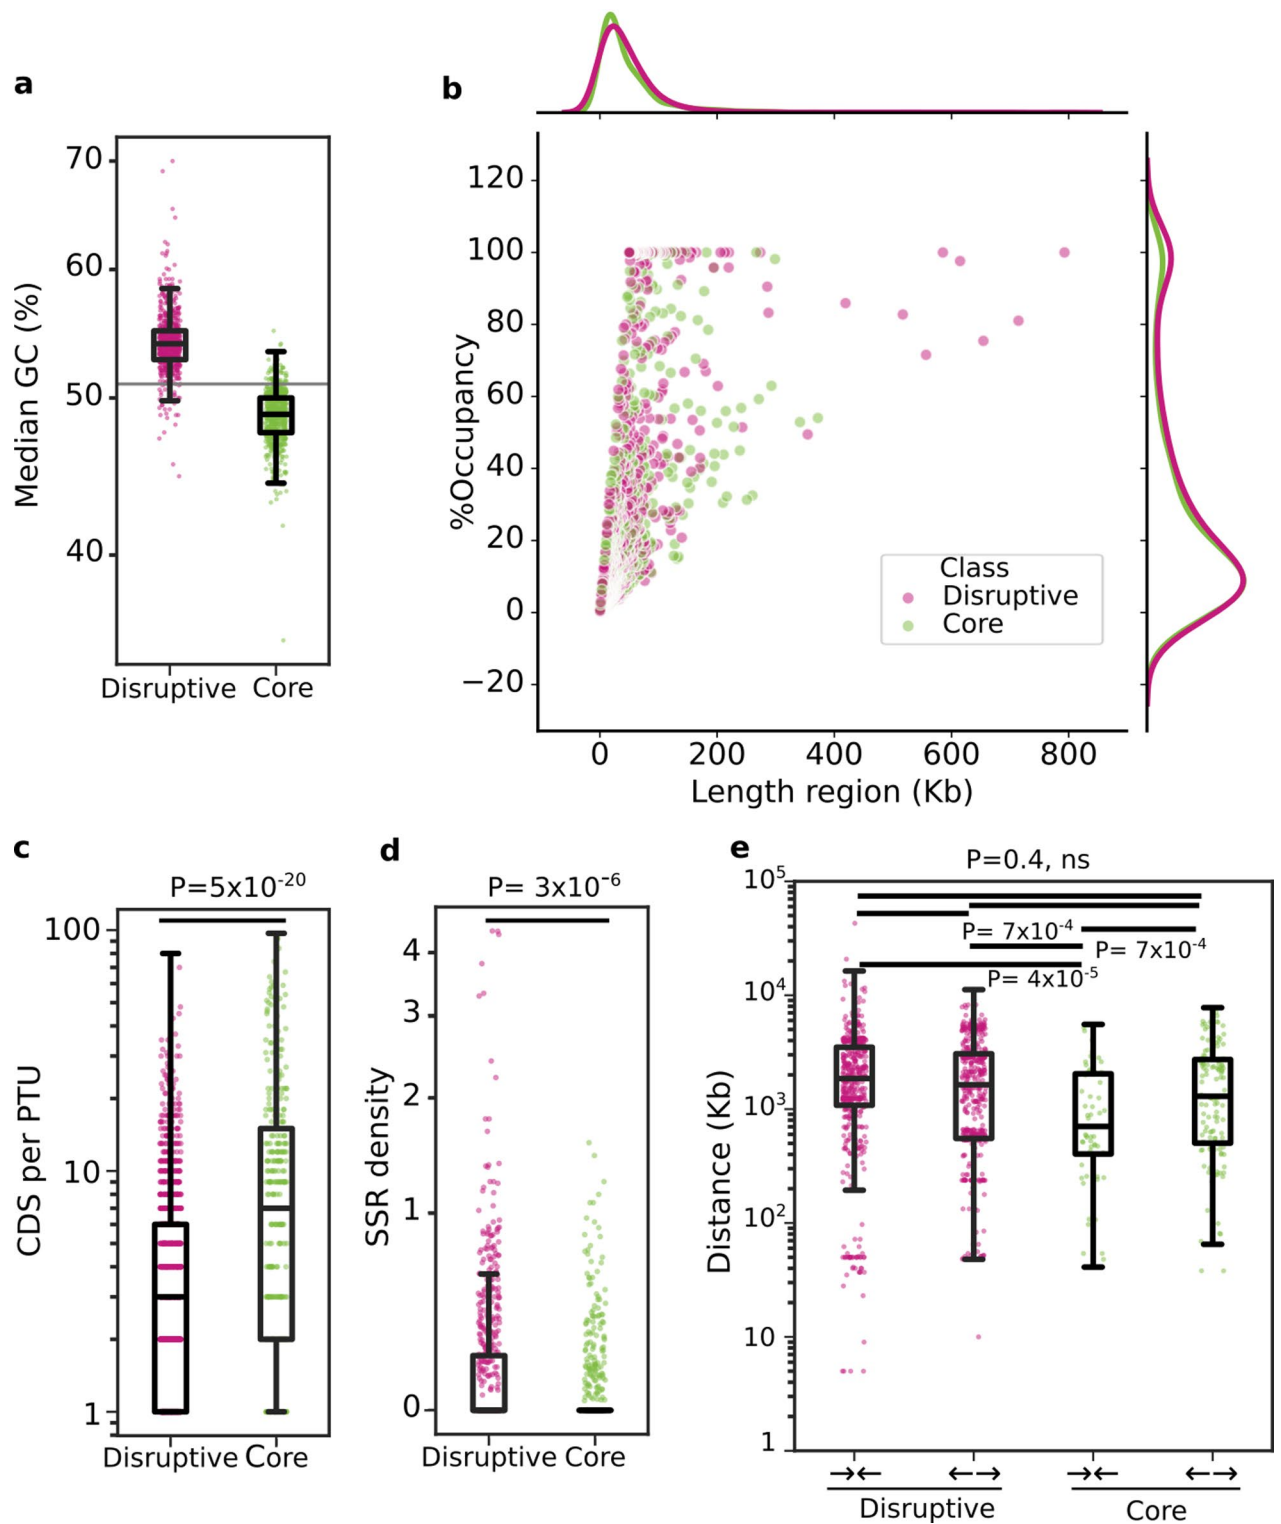 a
Median GC (%)
70
60
50
40
Disruptive Core
b
%Occupancy
120
100
80
60
40
20
0
−20
Class
Disruptive
Core
0 200 400 600 800
Length region (Kb)
c
P=5x10-20
CDS per PTU
100
10
1
Disruptive Core
d
P= 3x10-6
SSR density
4
3
2
1
0
Disruptive Core
e
P=0.4, ns
P= 7x10-4
P= 7x10-4
P= 4x10-5
Distance (Kb)
105
104
103
102
10
1
→← ←→ →← ←→
Disruptive Core